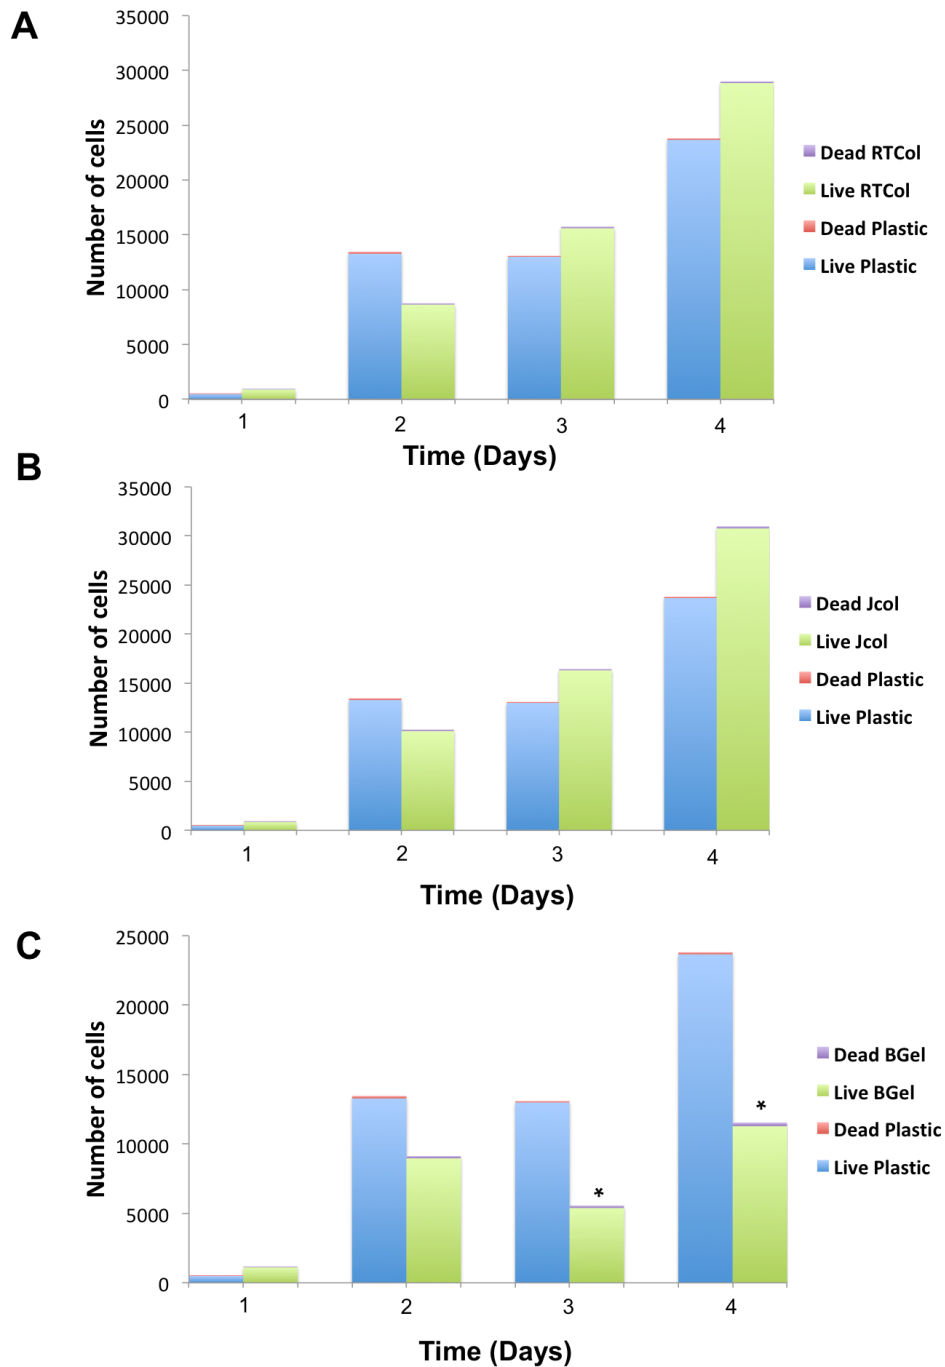 A
Number of cells
35000
30000
25000
20000
15000
10000
5000
0
1 2 3 4
Time (Days)
Dead RTCol
Live RTCol
Dead Plastic
Live Plastic
B
Number of cells
35000
30000
25000
20000
15000
10000
5000
0
1 2 3 4
Time (Days)
Dead Jcol
Live Jcol
Dead Plastic
Live Plastic
C
Number of cells
25000
20000
15000
10000
5000
0
*
*
1 2 3 4
Time (Days)
Dead BGel
Live BGel
Dead Plastic
Live Plastic